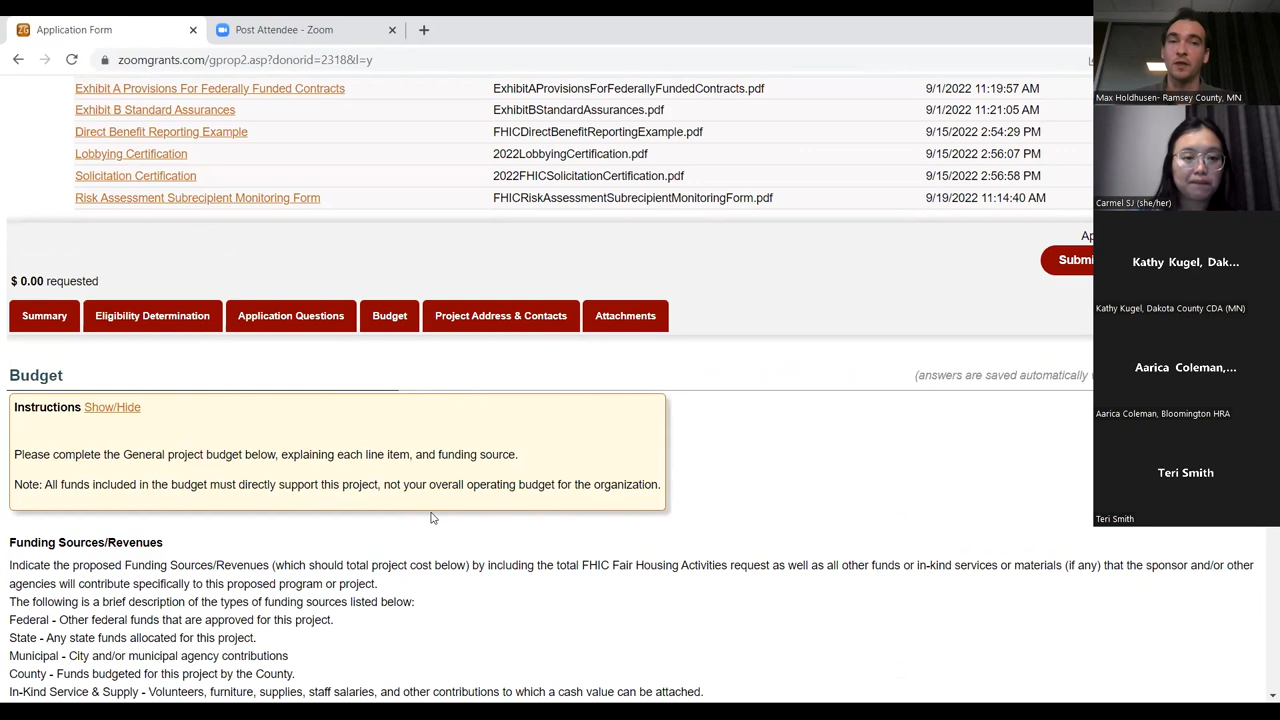 Application Form
Post Attendee - Zoom
zoomgrants.com/gprop2.asp?donorid=2318&l=y
Exhibit A Provisions For Federally Funded Contracts ExhibitAProvisionsForFederallyFundedContracts.pdf 9/1/2022 11:19:57 AM
Exhibit B Standard Assurances ExhibitBStandardAssurances.pdf 9/1/2022 11:21:05 AM
Direct Benefit Reporting Example FHICDirectBenefitReportingExample.pdf 9/15/2022 2:54:29 PM
Lobbying Certification 2022LobbyingCertification.pdf 9/15/2022 2:56:07 PM
Solicitation Certification 2022FHICSolicitationCertification.pdf 9/15/2022 2:56:58 PM
Risk Assessment Subrecipient Monitoring Form FHICRiskAssessmentSubrecipientMonitoringForm.pdf 9/19/2022 11:14:40 AM
Ap
Submi
$ 0.00 requested
Summary Eligibility Determination Application Questions Budget Project Address & Contacts Attachments
Budget
(answers are saved automatically
Instructions Show/Hide
Please complete the General project budget below, explaining each line item, and funding source.
Note: All funds included in the budget must directly support this project, not your overall operating budget for the organization.
Funding Sources/Revenues
Indicate the proposed Funding Sources/Revenues (which should total project cost below) by including the total FHIC Fair Housing Activities request as well as all other funds or in-kind services or materials (if any) that the sponsor and/or other
agencies will contribute specifically to this proposed program or project.
The following is a brief description of the types of funding sources listed below:
Federal - Other federal funds that are approved for this project.
State - Any state funds allocated for this project.
Municipal - City and/or municipal agency contributions
County - Funds budgeted for this project by the County.
In-Kind Service & Supply - Volunteers, furniture, supplies, staff salaries, and other contributions to which a cash value can be attached.
Max Holdhusen- Ramsey County, MN
Carmel SJ (she/her)
Kathy Kugel, Dak...
Kathy Kugel, Dakota County CDA (MN)
Aarica Coleman,...
Aarica Coleman, Bloomington HRA
Teri Smith
Teri Smith